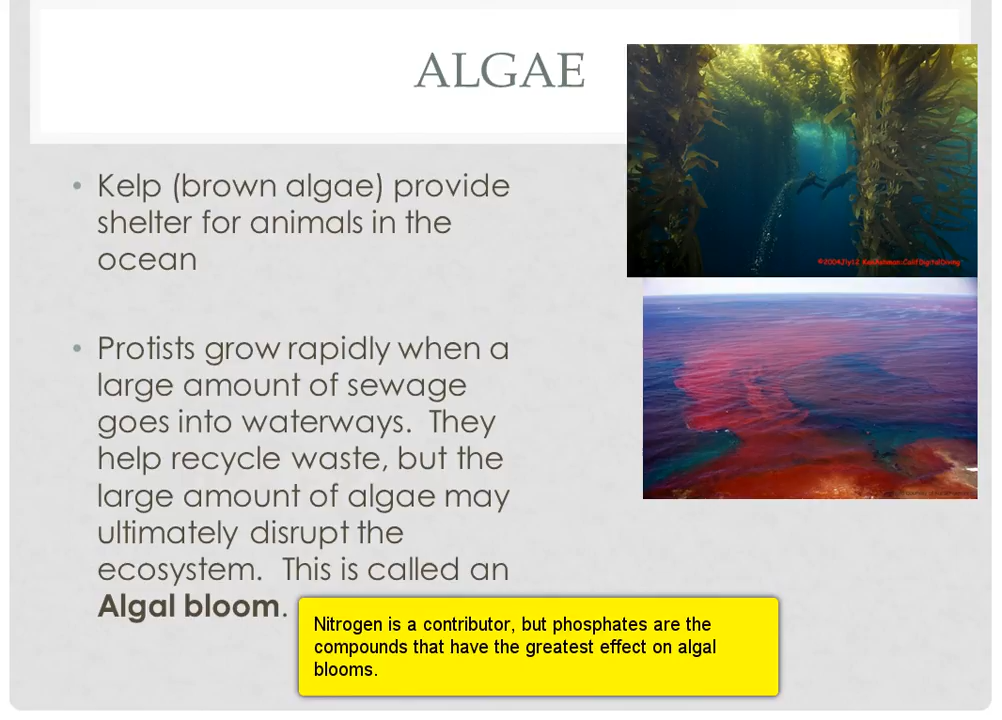 ALGAE
• Kelp (brown algae) provide
shelter for animals in the
ocean
• Protists grow rapidly when a
large amount of sewage
goes into waterways.  They
help recycle waste, but the
large amount of algae may
ultimately disrupt the
ecosystem.  This is called an
Algal bloom.
Nitrogen is a contributor, but phosphates are the
compounds that have the greatest effect on algal
blooms.